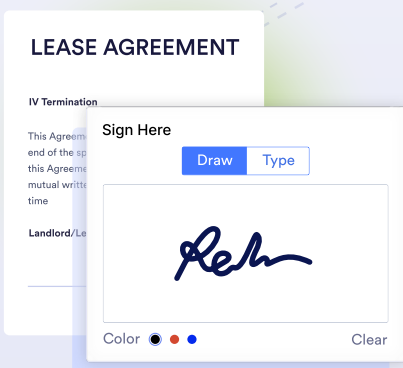 LEASE AGREEMENT
IV Termination
This Agreem
end of the sp
this Agreeme
mutual writte
time
Landlord/Le
Sign Here
Draw
Type
Color
Clear